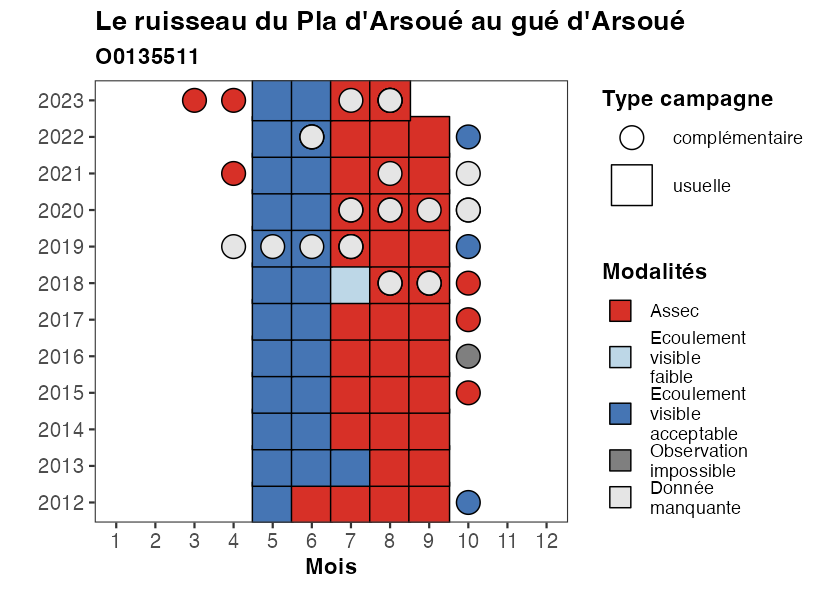 Le ruisseau du Pla d'Arsoué au gué d'Arsoué
O0135511
2023
2022
2021
2020
2019
2018
2017
2016
2015
2014
2013
2012
1 2 3 4 5 6 7 8 9 10 11 12
Mois
Type campagne
complémentaire
usuelle
Modalités
Assec
Ecoulement
visible
faible
Ecoulement
visible
acceptable
Observation
impossible
Donnée
manquante